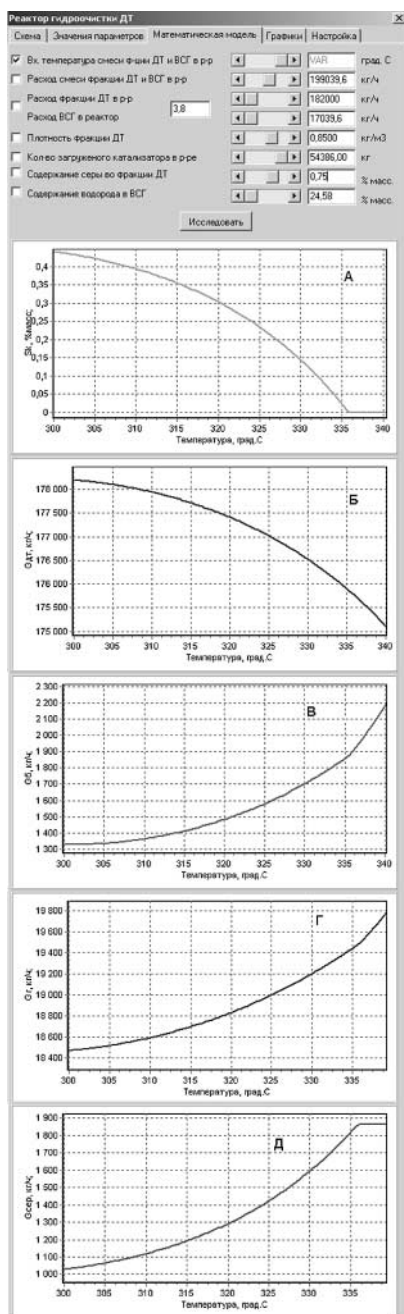 Реактор гидроочистки ДТ
Схема Значения параметров Математическая модель Графики Настройка
Вх. температура смеси ф-ции ДТ и ВСГ в р-р VAR град. С
Расход смеси фракции ДТ и ВСГ в р-р 199039,6 кг/ч
Расход фракции ДТ в р-р 3,8 182000 кг/ч
Расход ВСГ в реактор 17039,6 кг/ч
Плотность фракции ДТ 0,8500 кг/м3
Кол-во загруженого катализатора в р-ре 54386,00 кг
Содержание серы во фракции ДТ 0,75 % масс.
Содержание водорода в ВСГ 24,58 % масс.
Исследовать
А
Sк, %масс;
0,4
0,35
0,3
0,25
0,2
0,15
0,1
0,05
0
300 305 310 315 320 325 330 335 340
Температура, град.С
Б
Gдт, кг/ч;
178 000
177 500
177 000
176 500
176 000
175 500
175 000
300 305 310 315 320 325 330 335 340
Температура, град.С
В
Gб, кг/ч;
2 300
2 200
2 100
2 000
1 900
1 800
1 700
1 600
1 500
1 400
1 300
300 305 310 315 320 325 330 335 340
Температура, град.С
Г
Gг, кг/ч;
19 800
19 600
19 400
19 200
19 000
18 800
18 600
18 400
300 305 310 315 320 325 330 335
Температура, град.С
Д
Gсер, кг/ч;
1 900
1 800
1 700
1 600
1 500
1 400
1 300
1 200
1 100
1 000
300 305 310 315 320 325 330 335
Температура, град.С